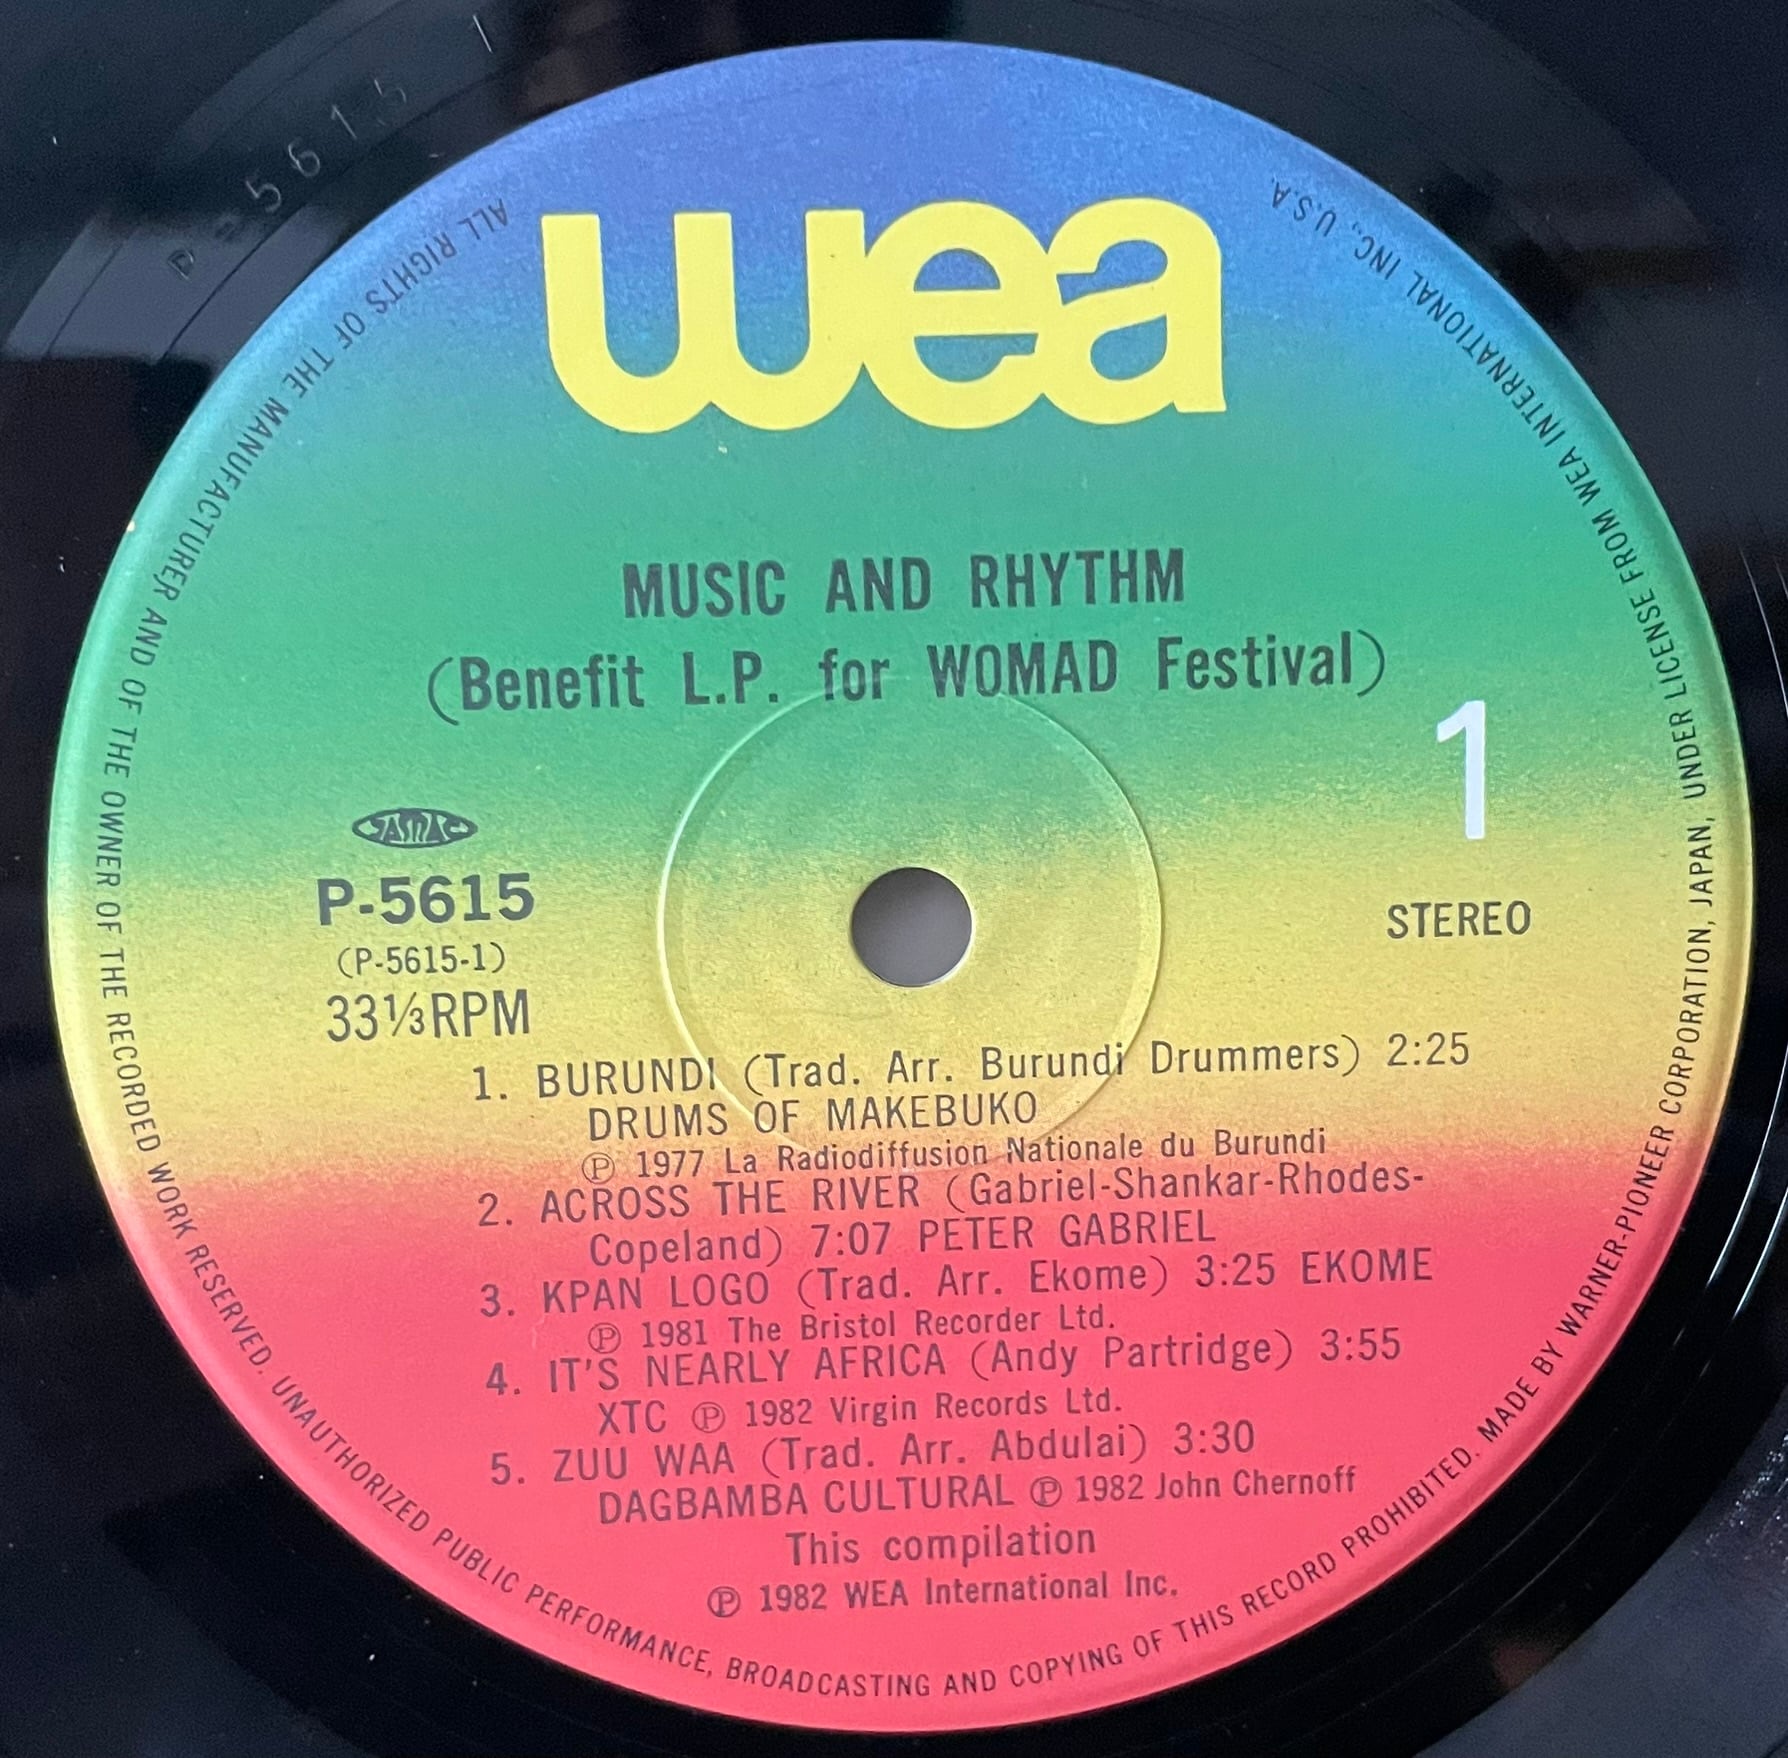 P-5615
wea
MUSIC AND RHYTHM
(Benefit L.P. for WOMAD Festival)
1
JASRAC
P-5615
(P-5615-1)
33⅓RPM
STEREO
1. BURUNDI (Trad. Arr. Burundi Drummers) 2:25
DRUMS OF MAKEBUKO
℗ 1977 La Radiodiffusion Nationale du Burundi
2. ACROSS THE RIVER (Gabriel-Shankar-Rhodes-
Copeland) 7:07 PETER GABRIEL
3. KPAN LOGO (Trad. Arr. Ekome) 3:25 EKOME
℗ 1981 The Bristol Recorder Ltd.
4. IT'S NEARLY AFRICA (Andy Partridge) 3:55
XTC ℗ 1982 Virgin Records Ltd.
5. ZUU WAA (Trad. Arr. Abdulai) 3:30
DAGBAMBA CULTURAL ℗ 1982 John Chernoff
This compilation
℗ 1982 WEA International Inc.
ALL RIGHTS OF THE MANUFACTURER, AND OF THE OWNER OF THE RECORDED WORK RESERVED. UNAUTHORIZED PUBLIC PERFORMANCE, BROADCASTING AND COPYING OF THIS RECORD PROHIBITED. MADE BY WARNER-PIONEER CORPORATION, JAPAN, UNDER LICENSE FROM WEA INTERNATIONAL INC., U.S.A.